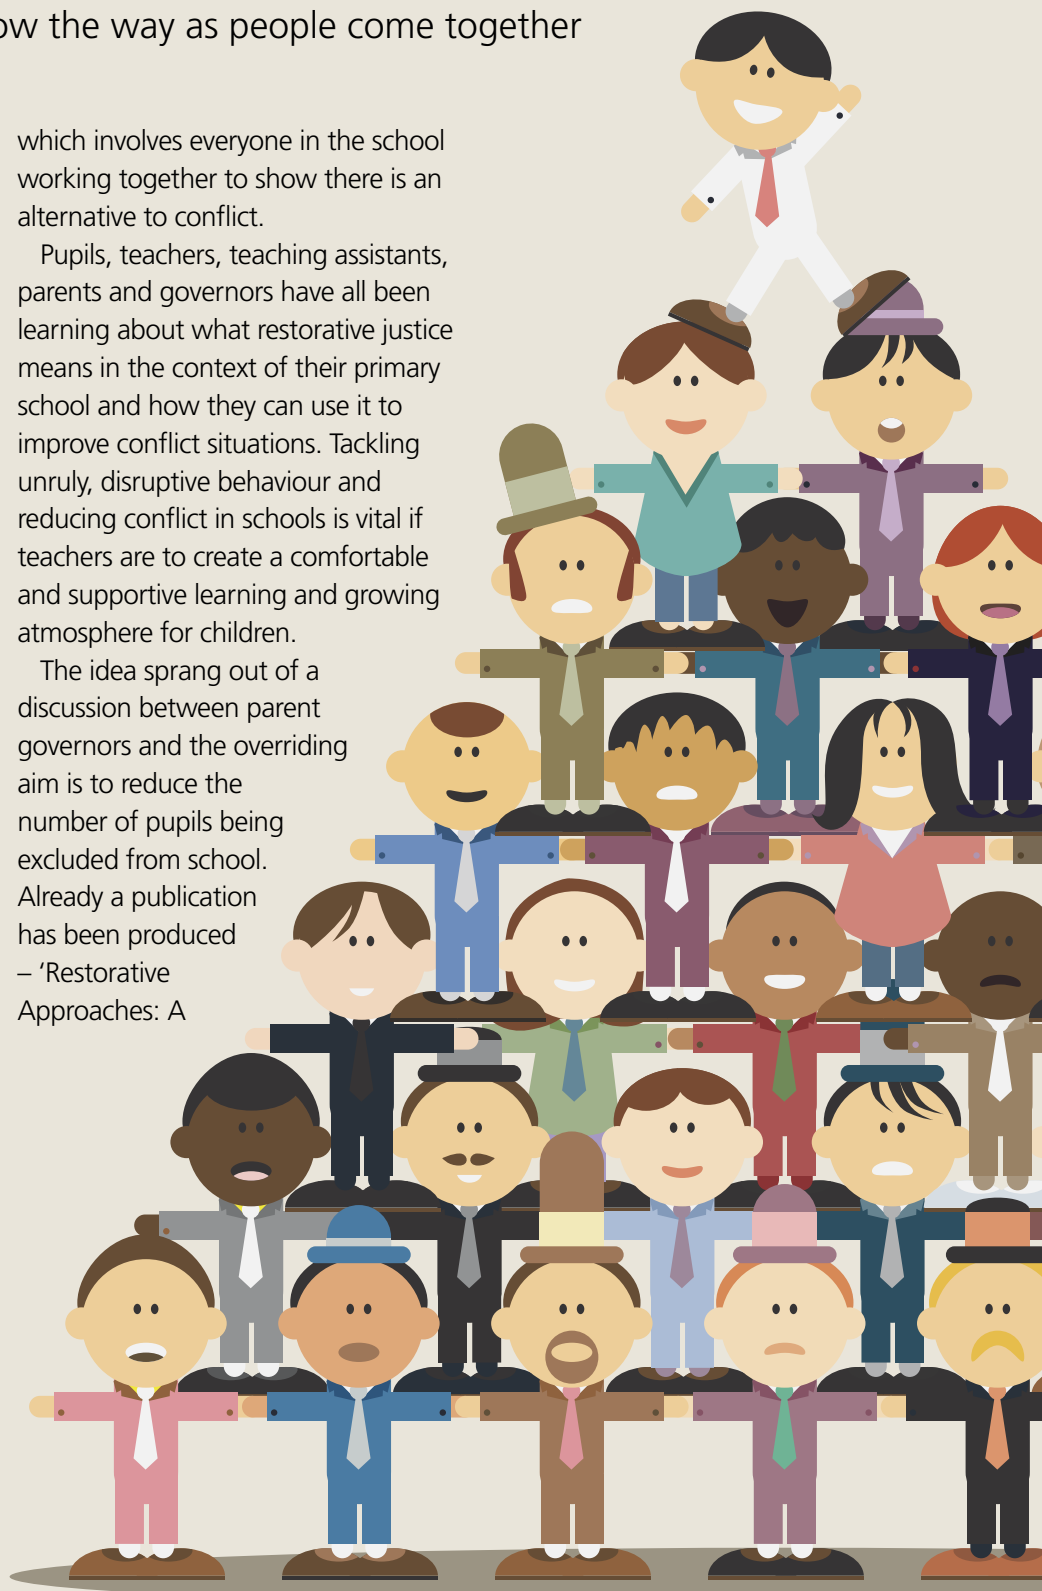 the way as people come together
which involves everyone in the school
working together to show there is an
alternative to conflict.
Pupils, teachers, teaching assistants,
parents and governors have all been
learning about what restorative justice
means in the context of their primary
school and how they can use it to
improve conflict situations. Tackling
unruly, disruptive behaviour and
reducing conflict in schools is vital if
teachers are to create a comfortable
and supportive learning and growing
atmosphere for children.
The idea sprang out of a
discussion between parent
governors and the overriding
aim is to reduce the
number of pupils being
excluded from school.
Already a publication
has been produced
– ‘Restorative
Approaches: A